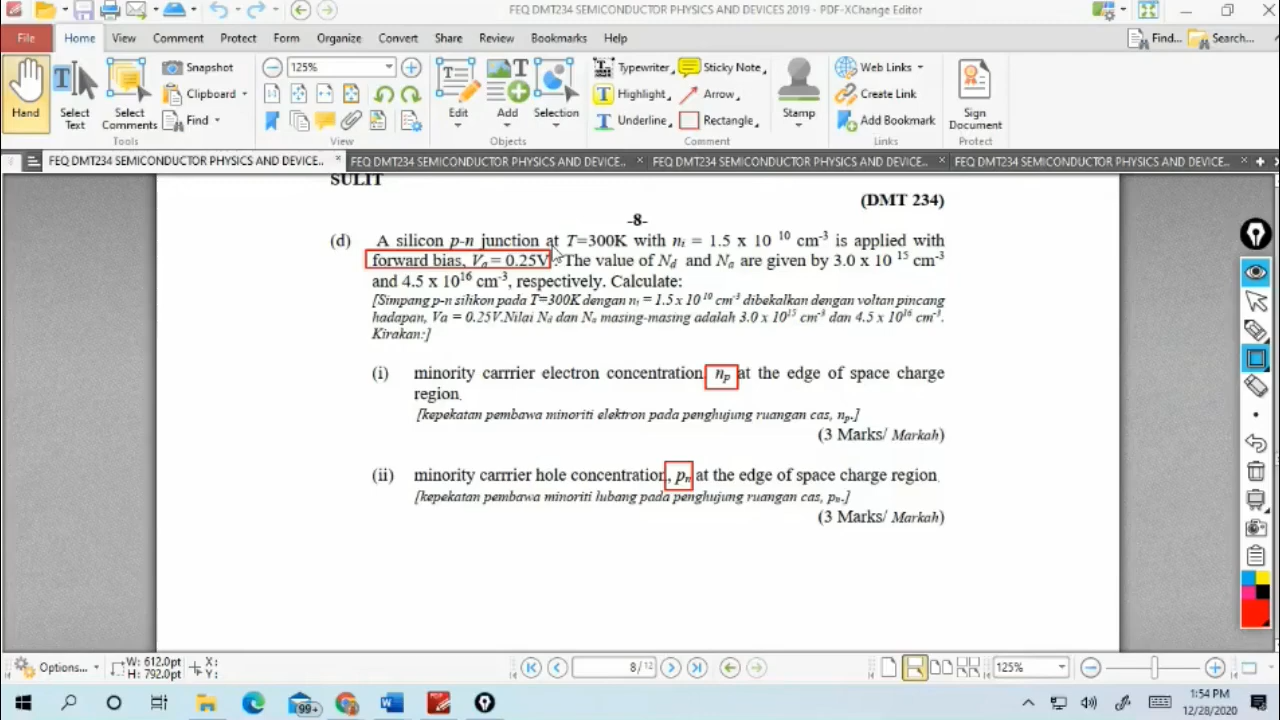 FEQ DMT234 SEMICONDUCTOR PHYSICS AND DEVICES 2019 - PDF-XChange Editor
File Home View Comment Protect Form Organize Convert Share Review Bookmarks Help Find... Search...
Hand
Select Text
Select Comments
Snapshot
Clipboard
Find
Tools
125%
View
Edit
Add
Selection
Objects
Typewriter
Highlight
Underline
Sticky Note
Arrow
Rectangle
Comment
Stamp
Web Links
Create Link
Add Bookmark
Links
Sign Document
Protect
FEQ DMT234 SEMICONDUCTOR PHYSICS AND DEVICE.. FEQ DMT234 SEMICONDUCTOR PHYSICS AND DEVICE.. FEQ DMT234 SEMICONDUCTOR PHYSICS AND DEVICE... FEQ DMT234 SEMICONDUCTOR PHYSICS AND DEVICE...
SULIT
(DMT 234)
-8-
(d) A silicon p-n junction at T=300K with nᵢ = 1.5 x 10 ¹⁰ cm⁻³ is applied with
forward bias, Vₐ = 0.25V. The value of N_d and Nₐ are given by 3.0 x 10 ¹⁵ cm⁻³
and 4.5 x 10¹⁶ cm⁻³, respectively. Calculate:
[Simpang p-n silikon pada T=300K dengan nᵢ = 1.5 x 10 ¹⁰ cm⁻³ dibekalkan dengan voltan pincang
hadapan, Va = 0.25V.Nilai N_d dan Nₐ masing-masing adalah 3.0 x 10¹⁵ cm⁻³ dan 4.5 x 10¹⁶ cm⁻³.
Kirakan:]
(i) minority carrrier electron concentration, nₚ at the edge of space charge
region.
[kepekatan pembawa minoriti elektron pada penghujung ruangan cas, nₚ.]
(3 Marks/ Markah)
(ii) minority carrrier hole concentration, pₙ at the edge of space charge region.
[kepekatan pembawa minoriti lubang pada penghujung ruangan cas, pₙ.]
(3 Marks/ Markah)
Options... W: 612.0pt X:
H: 792.0pt Y:
8 / 12
125%
99+
1:54 PM
12/28/2020